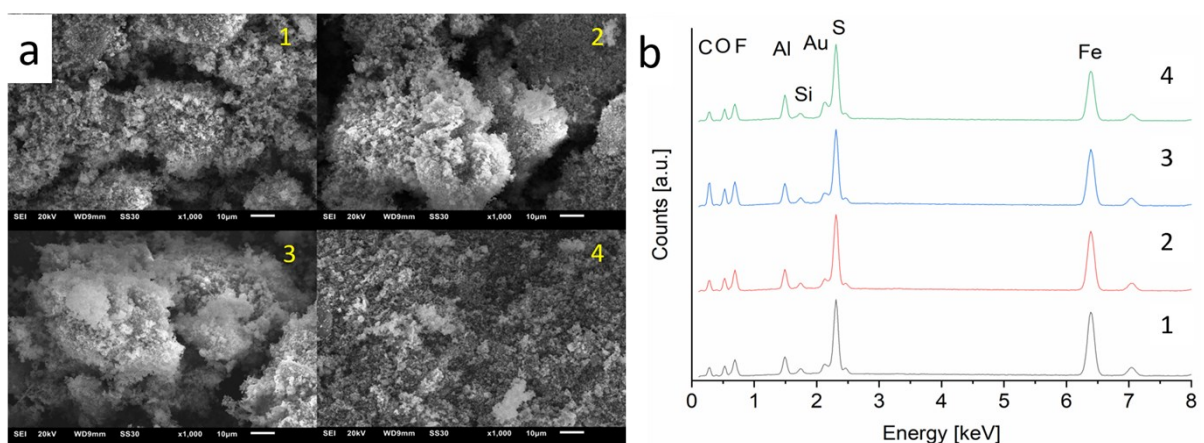 a
1
2
SEI 20kV WD9mm SS30 x1,000 10µm
SEI 20kV WD9mm SS30 x1,000 10µm
3
4
SEI 20kV WD9mm SS30 x1,000 10µm
SEI 20kV WD9mm SS30 x1,000 10µm
b
C O F Al Si Au S Fe
4
3
2
1
Counts [a.u.]
0 1 2 3 4 5 6 7 8
Energy [keV]